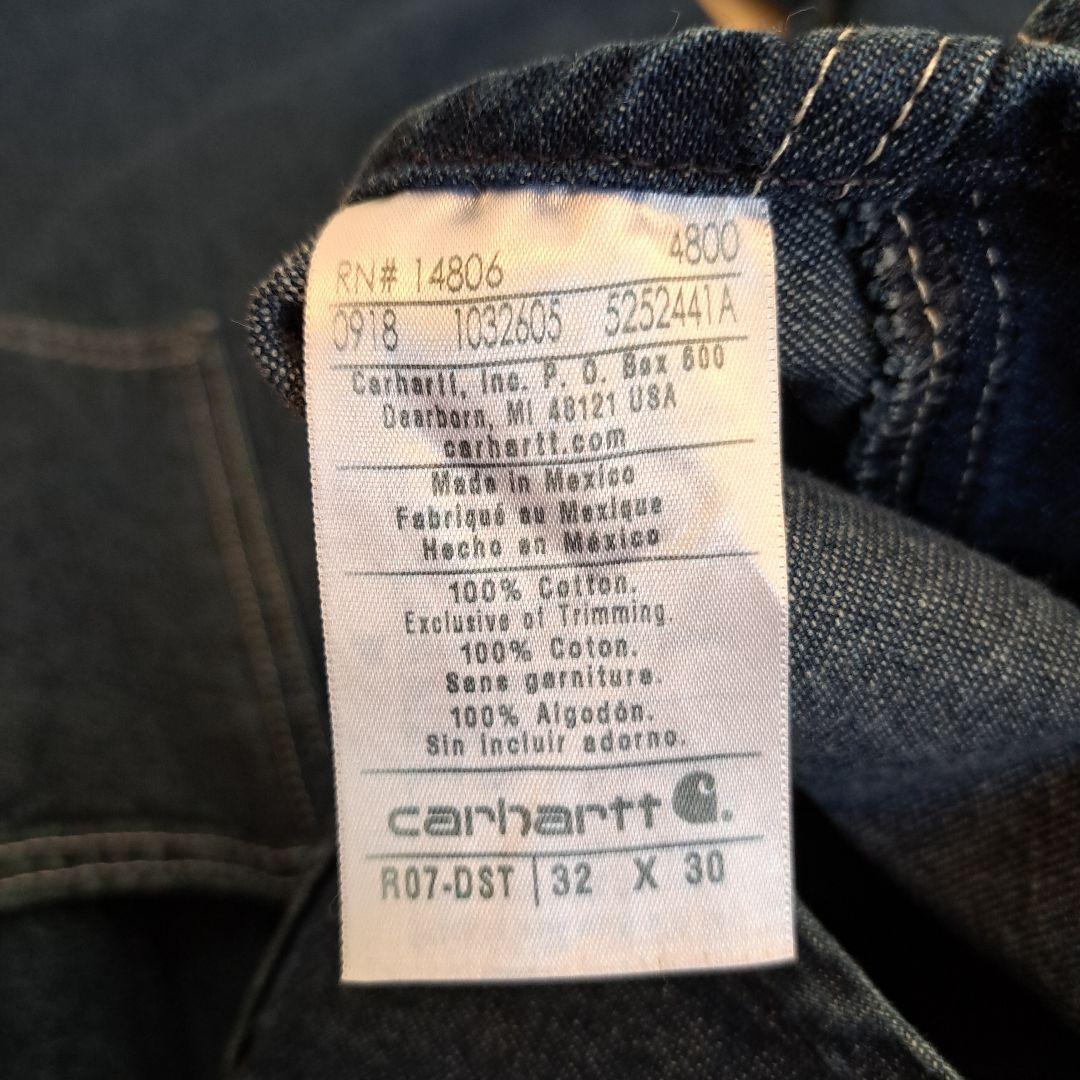 RN# 14806 4800
0918 1032605 5252441A
Carhartt, Inc. P. O. Box 600
Dearborn, MI 48121 USA
carhartt.com
Made in Mexico
Fabriqué au Mexique
Hecho en México
100% Cotton.
Exclusive of Trimming.
100% Coton.
Sans garniture.
100% Algodón.
Sin incluir adorno.
carhartt
R07-DST 32 X 30